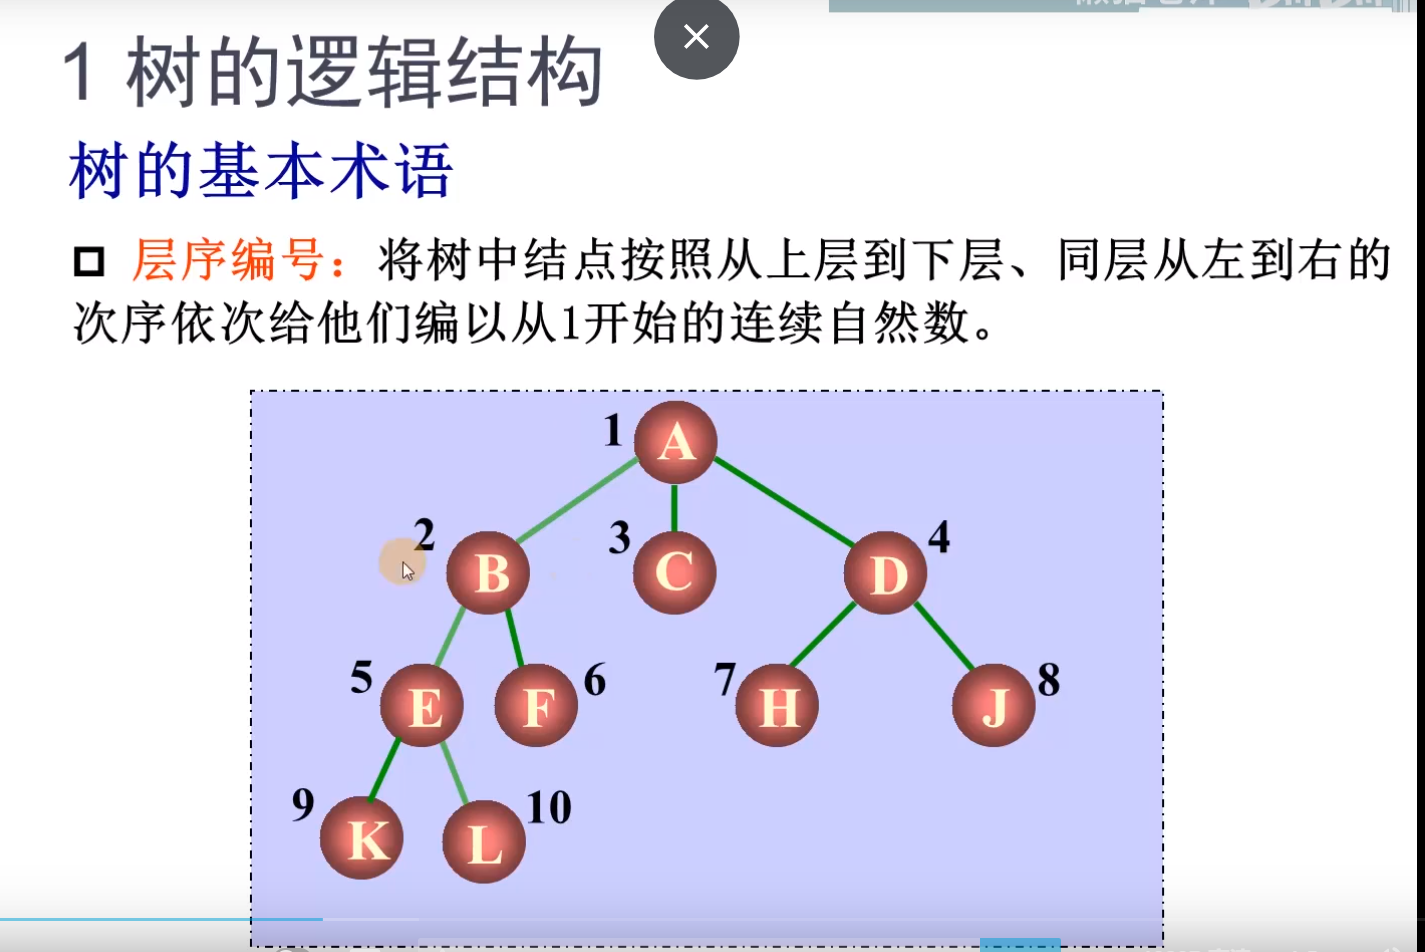 1 树的逻辑结构
树的基本术语
层序编号：将树中结点按照从上层到下层、同层从左到右的
次序依次给他们编以从1开始的连续自然数。
1 A
2 B 3 C D 4
5 E F 6 7 H J 8
9 K L 10